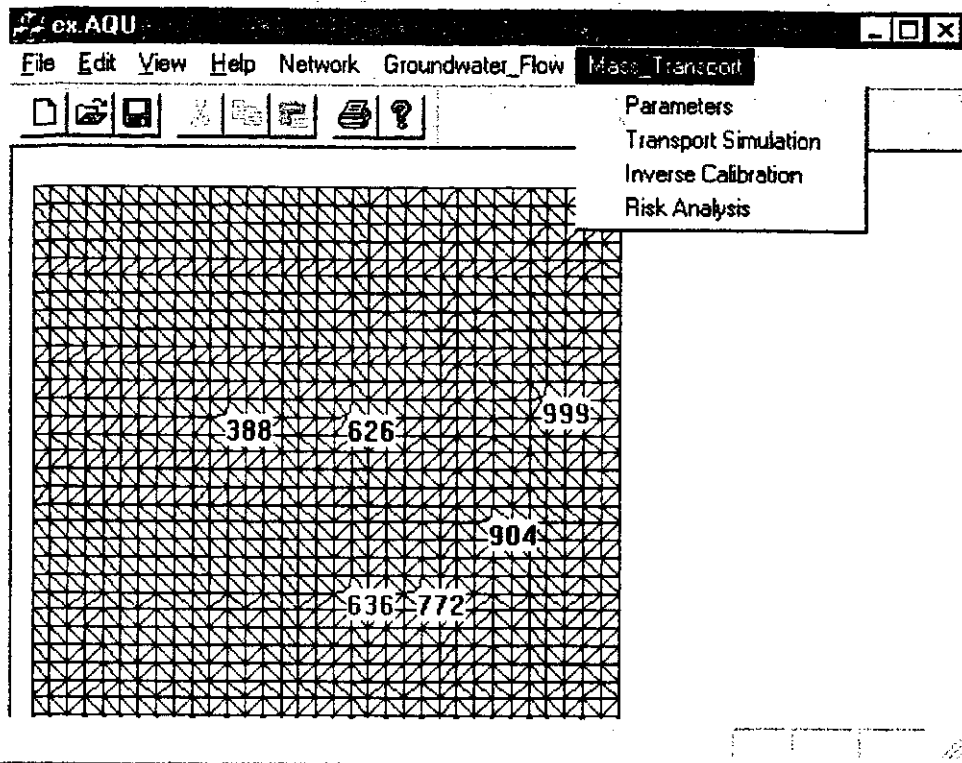 ex.AQU
File Edit View Help Network Groundwater_Flow Mass_Transport
Parameters
Transport Simulation
Inverse Calibration
Risk Analysis
388 626 999
904
636 772